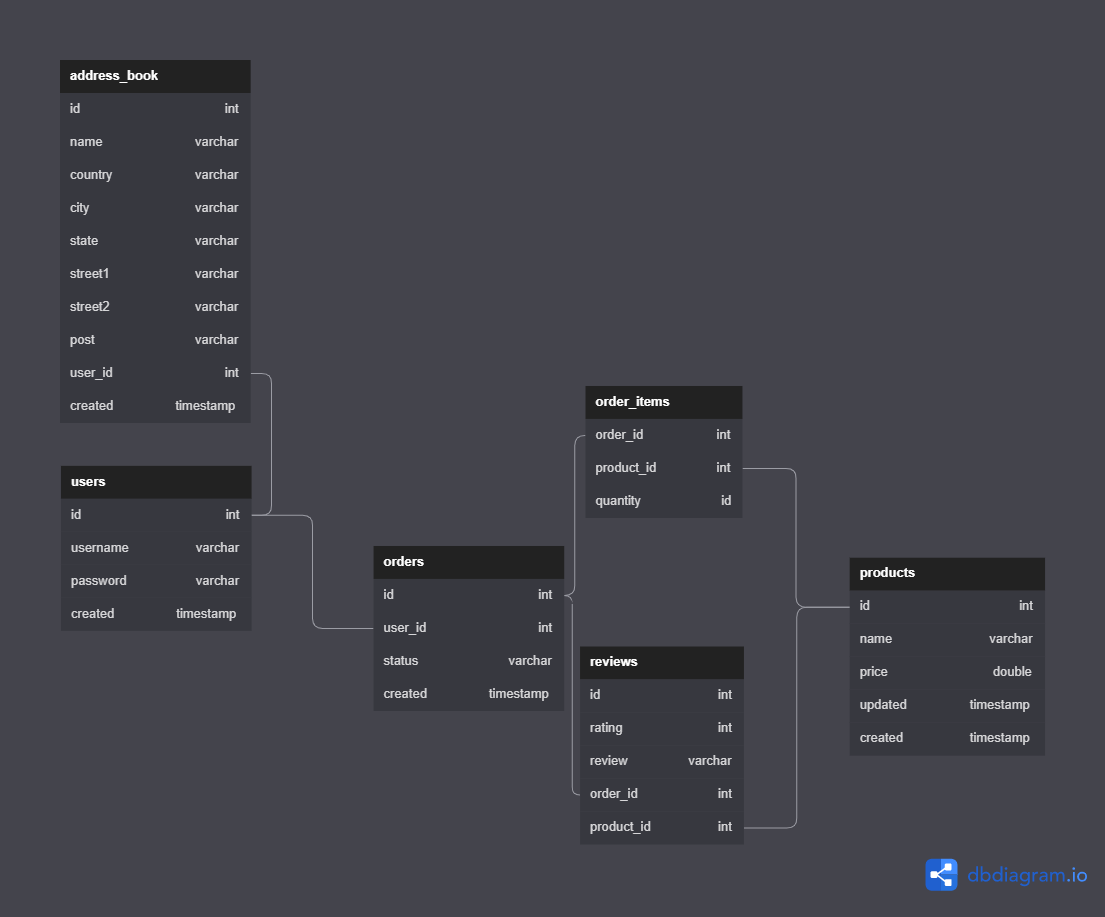 address_book
id int
name varchar
country varchar
city varchar
state varchar
street1 varchar
street2 varchar
post varchar
user_id int
created timestamp
users
id int
username varchar
password varchar
created timestamp
orders
id int
user_id int
status varchar
created timestamp
order_items
order_id int
product_id int
quantity id
reviews
id int
rating int
review varchar
order_id int
product_id int
products
id int
name varchar
price double
updated timestamp
created timestamp
dbdiagram.io